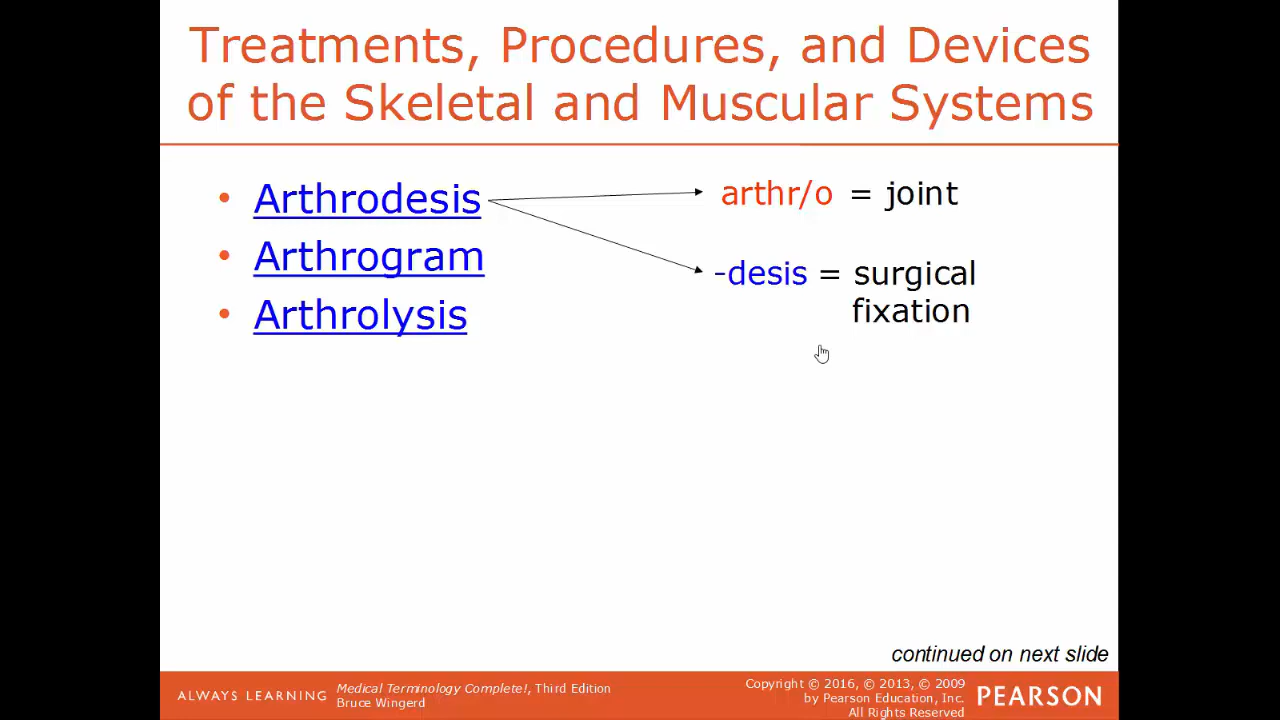 Treatments, Procedures, and Devices
of the Skeletal and Muscular Systems
• Arthrodesis
• Arthrogram
• Arthrolysis
arthr/o = joint
-desis = surgical
fixation
continued on next slide
ALWAYS LEARNING
Medical Terminology Complete!, Third Edition
Bruce Wingerd
Copyright © 2016, © 2013, © 2009
by Pearson Education, Inc.
All Rights Reserved
PEARSON